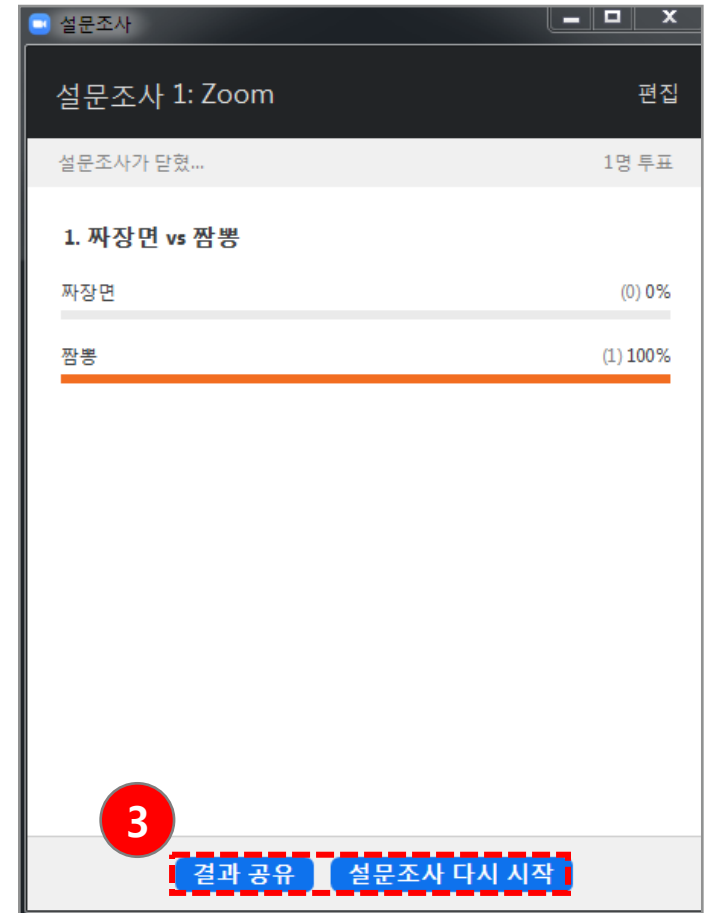 설문조사
설문조사 1: Zoom 편집
설문조사가 닫혔... 1명 투표
1. 짜장면 vs 짬뽕
짜장면 (0) 0%
짬뽕 (1) 100%
3
결과 공유 설문조사 다시 시작